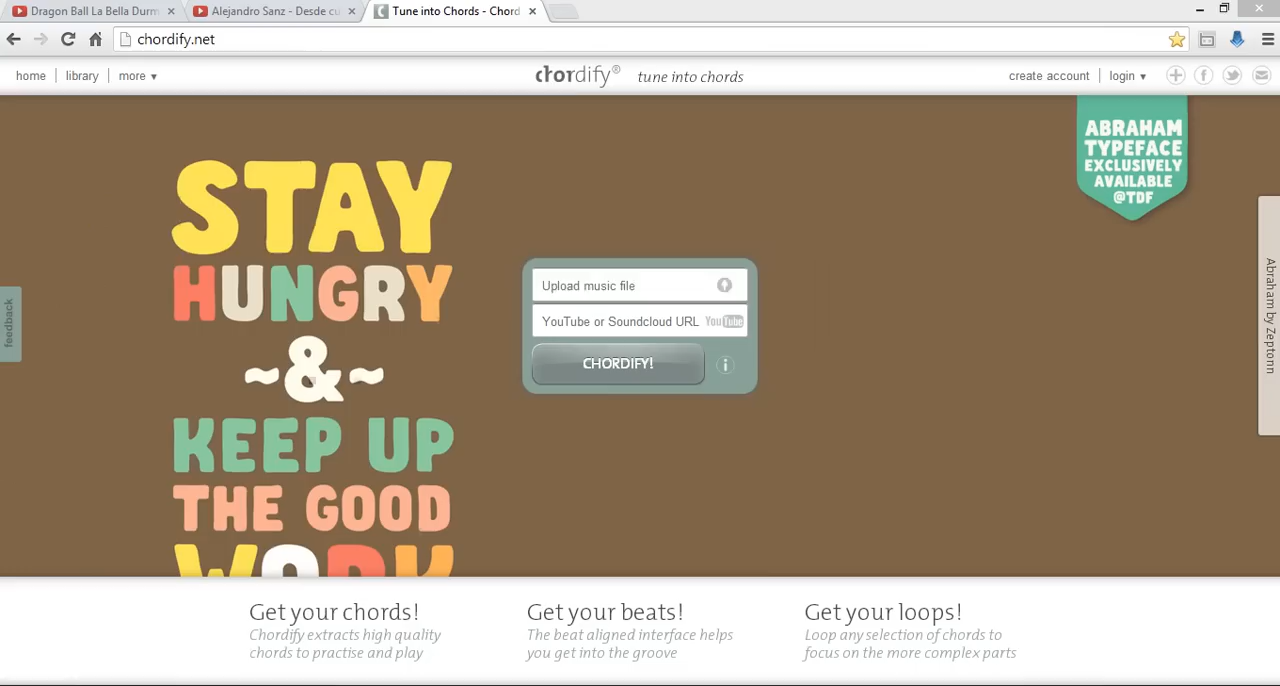 Dragon Ball La Bella Durm
Alejandro Sanz - Desde cu
Tune into Chords - Chord
chordify.net
home
library
more
chordify® tune into chords
create account
login
ABRAHAM
TYPEFACE
EXCLUSIVELY
AVAILABLE
@TDF
STAY
HUNGRY
~&~
KEEP UP
THE GOOD
WORK
Upload music file
YouTube or Soundcloud URL YouTube
CHORDIFY!
i
feedback
Abraham by Zeptonn
Get your chords!
Chordify extracts high quality
chords to practise and play
Get your beats!
The beat aligned interface helps
you get into the groove
Get your loops!
Loop any selection of chords to
focus on the more complex parts